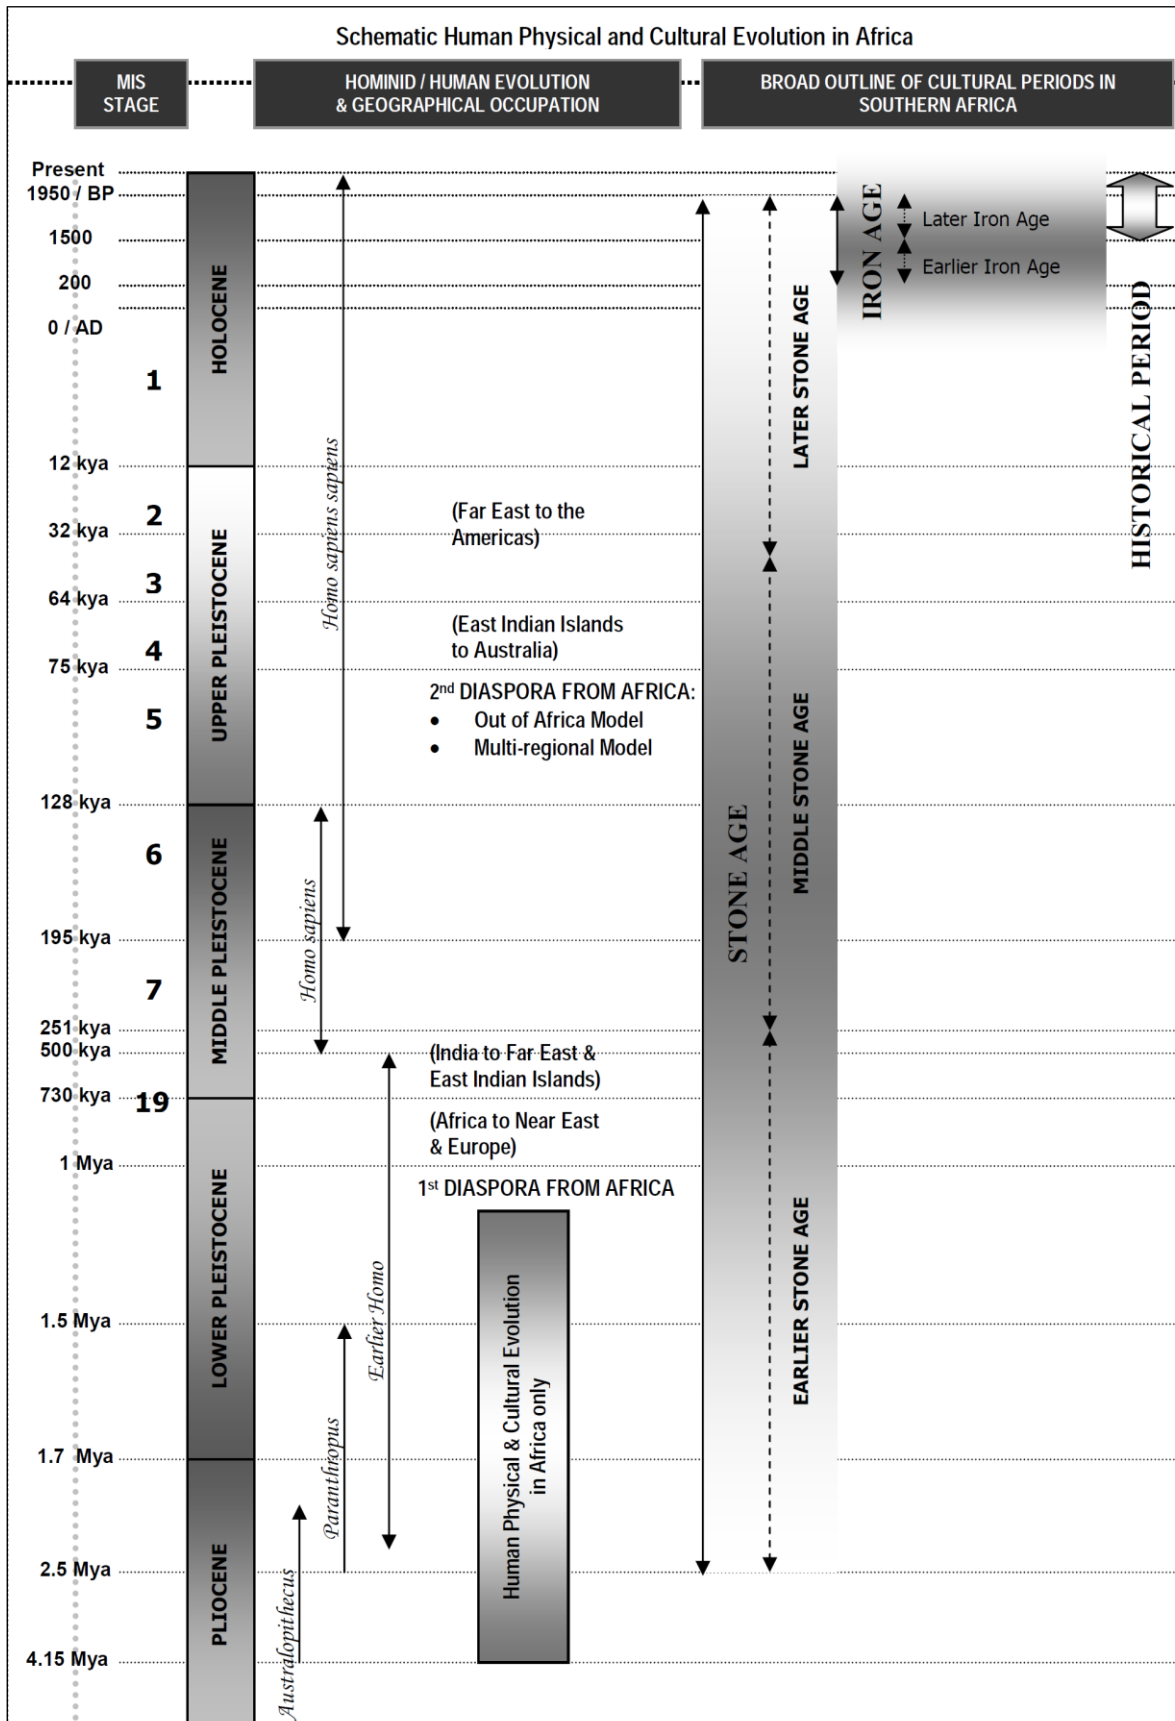 Schematic Human Physical and Cultural Evolution in Africa
MIS
STAGE
HOMINID / HUMAN EVOLUTION
& GEOGRAPHICAL OCCUPATION
BROAD OUTLINE OF CULTURAL PERIODS IN
SOUTHERN AFRICA
Present
1950 / BP
1500
200
0 / AD
12 kya
32 kya
64 kya
75 kya
128 kya
195 kya
251 kya
500 kya
730 kya
1 Mya
1.5 Mya
1.7 Mya
2.5 Mya
4.15 Mya
1
2
3
4
5
6
7
19
HOLOCENE
UPPER PLEISTOCENE
MIDDLE PLEISTOCENE
LOWER PLEISTOCENE
PLIOCENE
Homo sapiens sapiens
Homo sapiens
Earlier Homo
Paranthropus
Australopithecus
(Far East to the
Americas)
(East Indian Islands
to Australia)
2nd DIASPORA FROM AFRICA:
• Out of Africa Model
• Multi-regional Model
(India to Far East &
East Indian Islands)
(Africa to Near East
& Europe)
1st DIASPORA FROM AFRICA
Human Physical & Cultural Evolution
in Africa only
STONE AGE
LATER STONE AGE
MIDDLE STONE AGE
EARLIER STONE AGE
IRON AGE
Later Iron Age
Earlier Iron Age
HISTORICAL PERIOD